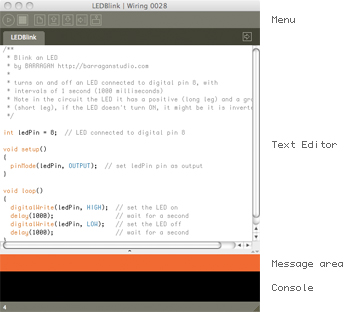 LEDBlink | Wiring 0028
Menu
LEDBlink
/**
* Blink an LED
* by BARRAGAN http://barraganstudio.com
*
* turns on and off an LED connected to digital pin 8, with
* intervals of 1 second (1000 milliseconds)
* Note in the circuit the LED it has a positive (long leg) and a gr
* (short leg), if the LED doesn't turn ON, it might be it is invert
*/
int ledPin = 8;  // LED connected to digital pin 8
void setup()
{
pinMode(ledPin, OUTPUT);  // set ledPin pin as output
}
void loop()
{
digitalWrite(ledPin, HIGH);  // set the LED on
delay(1000);  // wait for a second
digitalWrite(ledPin, LOW);  // set the LED off
delay(1000);  // wait for a second
}
Text Editor
Message area
Console
4